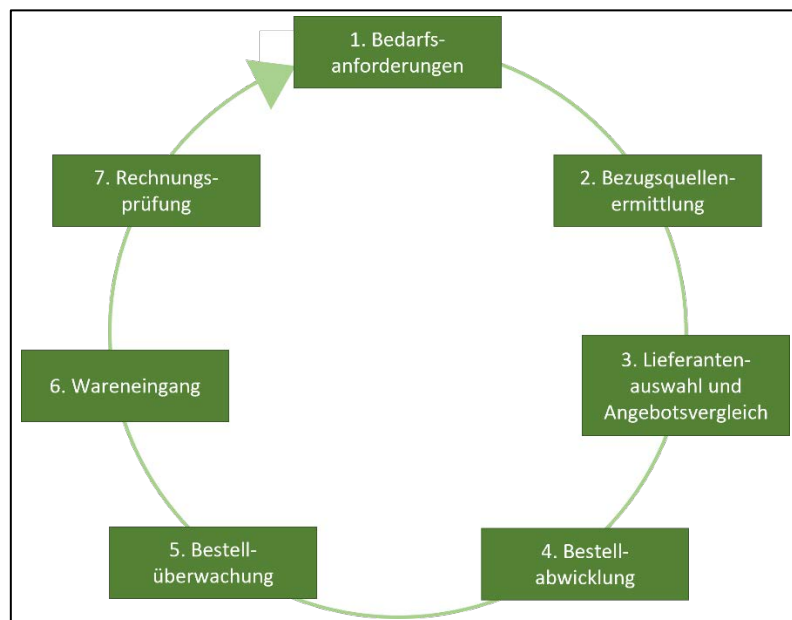 1. Bedarfs-
anforderungen
2. Bezugsquellen-
ermittlung
3. Lieferanten-
auswahl und
Angebotsvergleich
4. Bestell-
abwicklung
5. Bestell-
überwachung
6. Wareneingang
7. Rechnungs-
prüfung